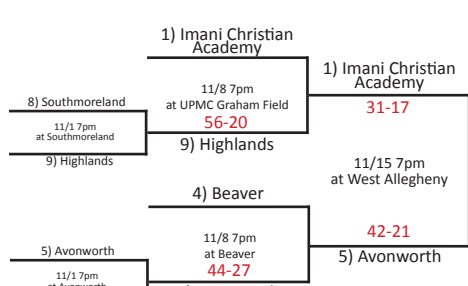 1) Imani Christian
Academy
11/8 7pm
at UPMC Graham Field
56-20
9) Highlands
8) Southmoreland
11/1 7pm
at Southmoreland
9) Highlands
1) Imani Christian
Academy
31-17
11/15 7pm
at West Allegheny
42-21
5) Avonworth
4) Beaver
11/8 7pm
at Beaver
44-27
5) Avonworth
11/1 7pm